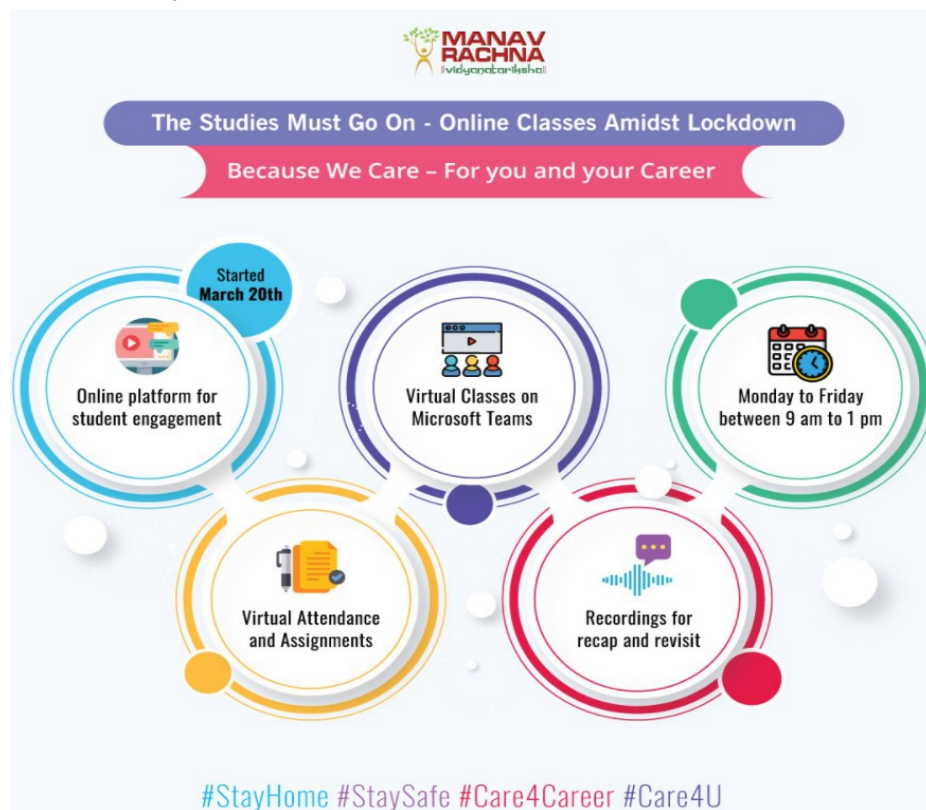 MANAV
RACHNA
vidyanatariksha
The Studies Must Go On - Online Classes Amidst Lockdown
Because We Care – For you and your Career
Started
March 20th
Online platform for
student engagement
Virtual Classes on
Microsoft Teams
Monday to Friday
between 9 am to 1 pm
Virtual Attendance
and Assignments
Recordings for
recap and revisit
#StayHome #StaySafe #Care4Career #Care4U